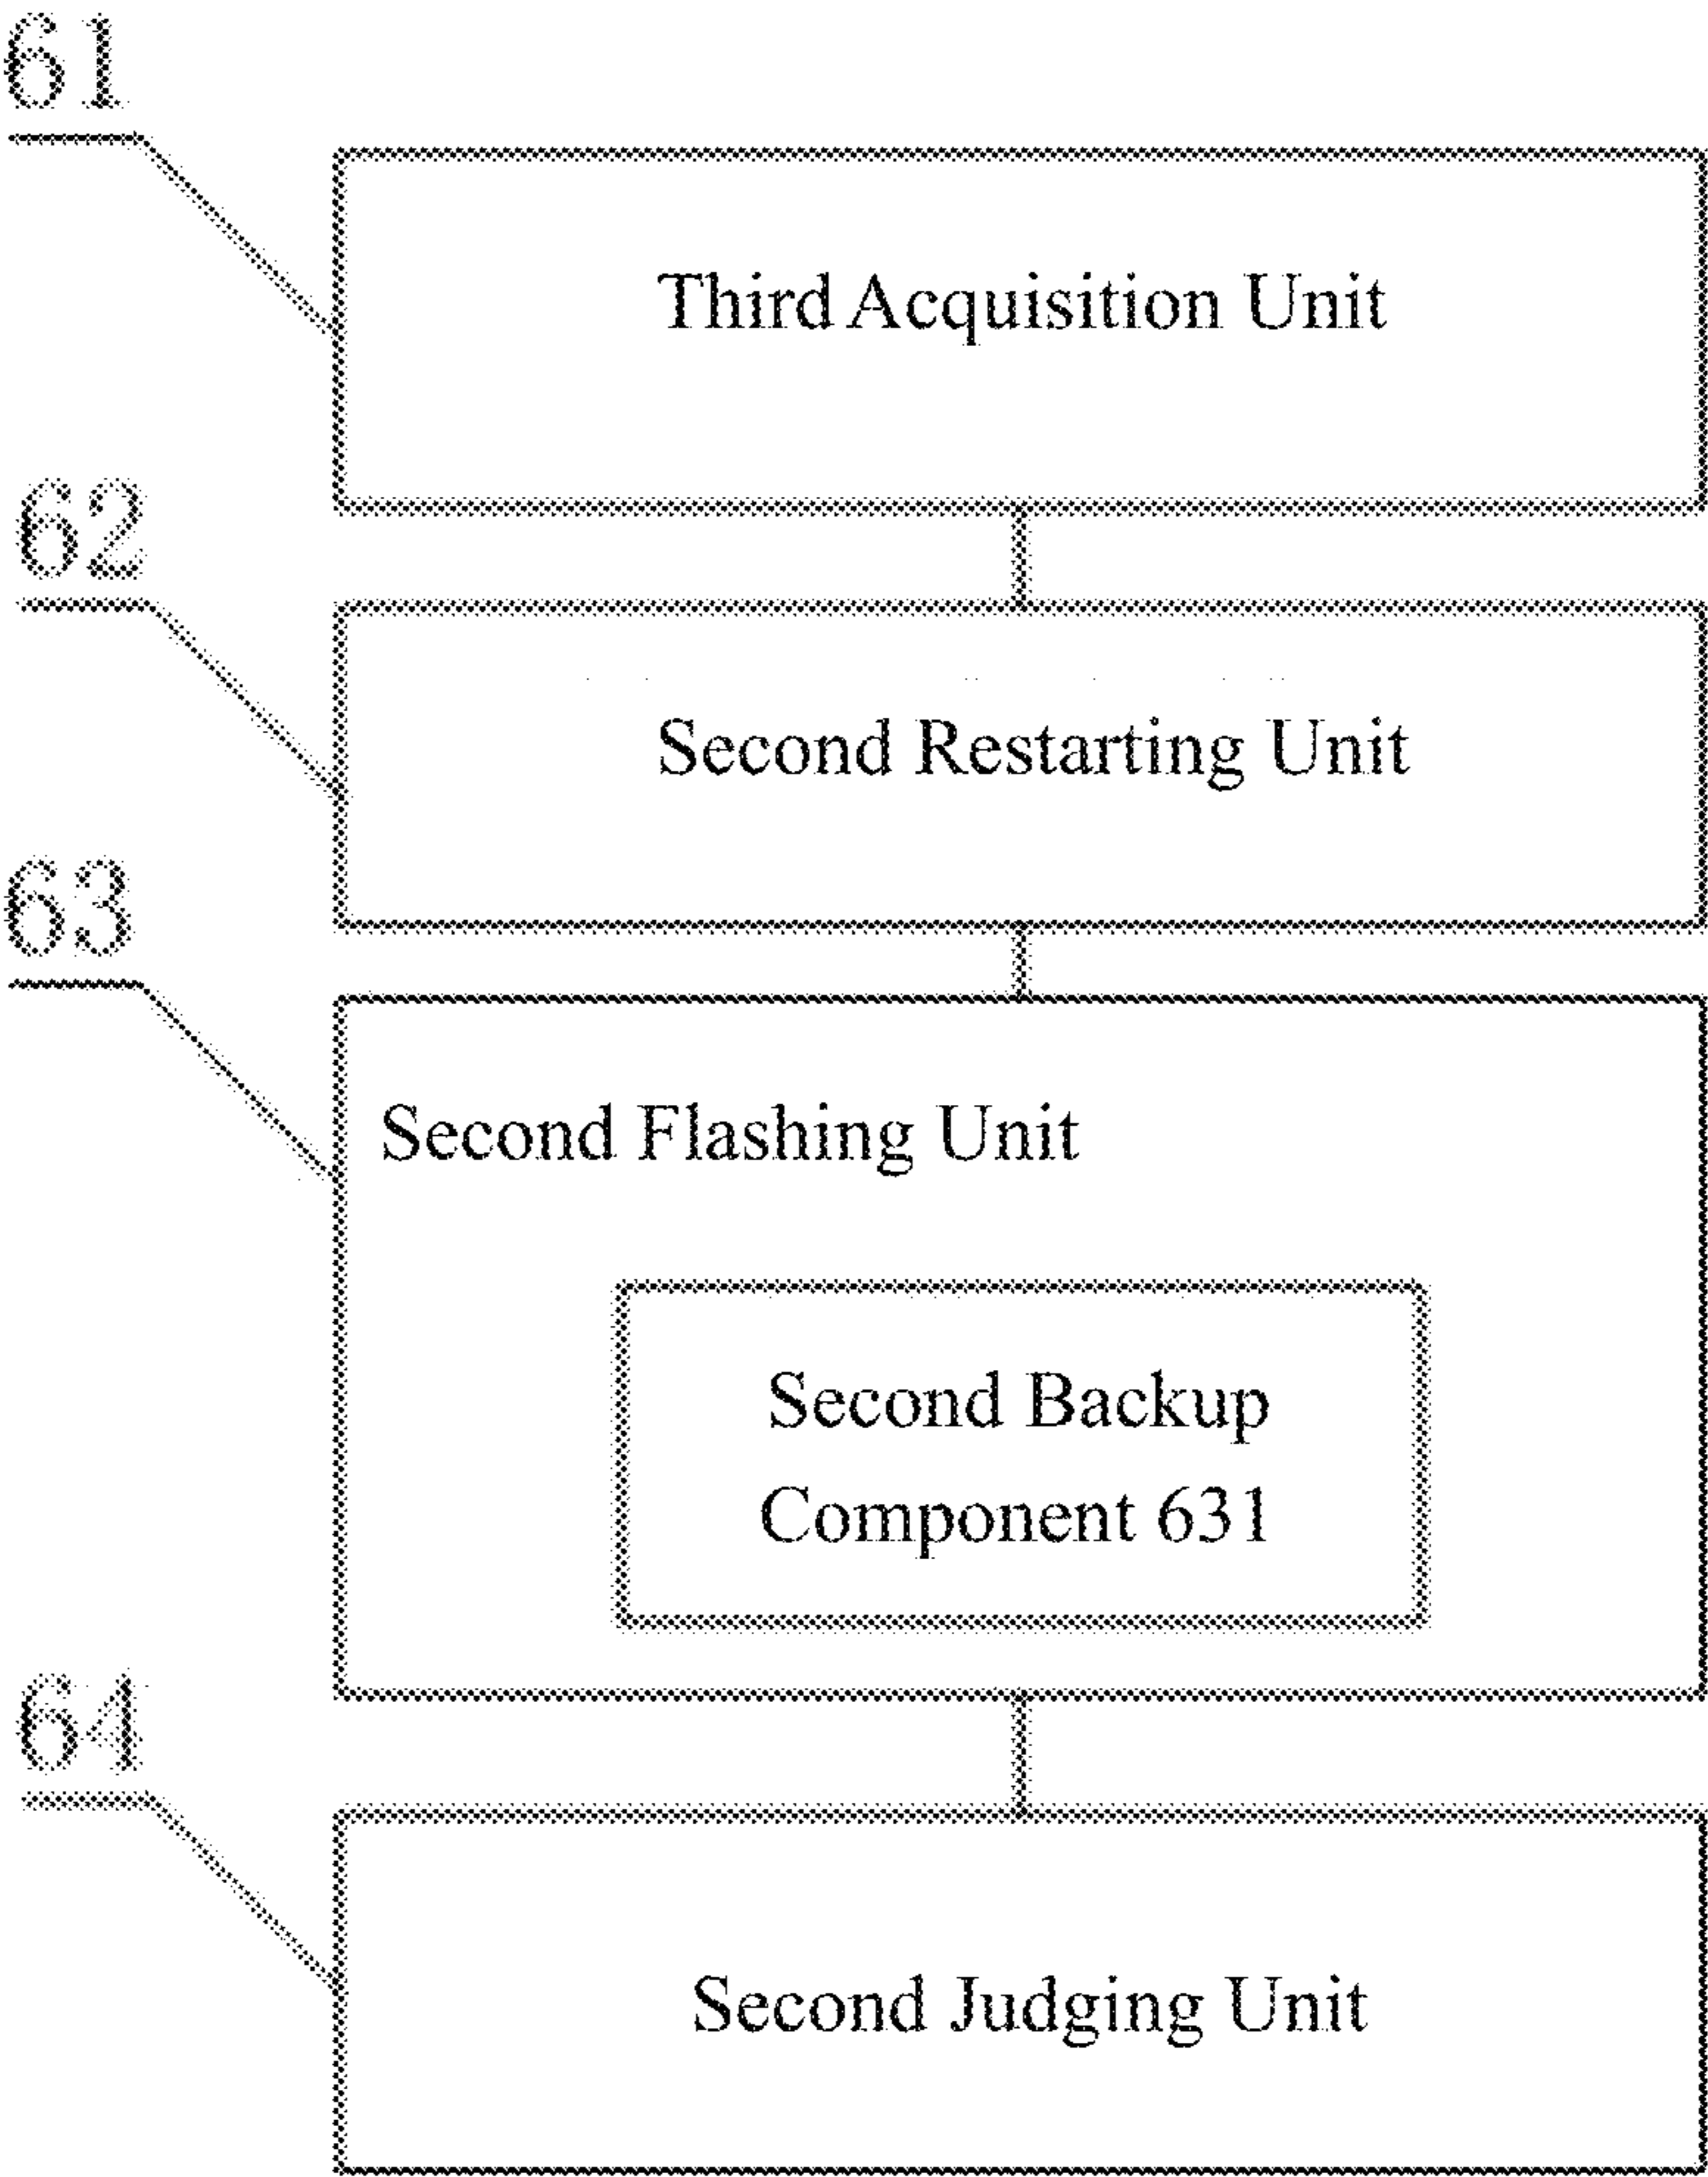 61
Third Acquisition Unit
62
Second Restarting Unit
63
Second Flashing Unit
Second Backup
Component 631
64
Second Judging Unit